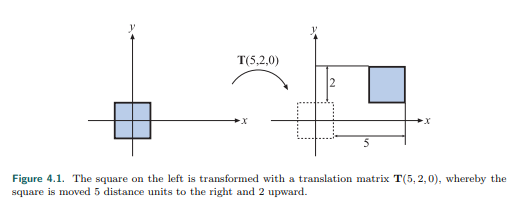 y
y
T(5,2,0)
2
x
x
5
Figure 4.1. The square on the left is transformed with a translation matrix T(5, 2, 0), whereby the
square is moved 5 distance units to the right and 2 upward.